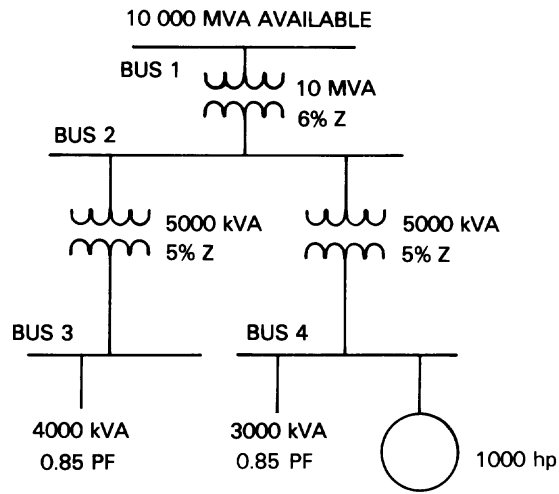 10 000 MVA AVAILABLE
BUS 1
10 MVA
6% Z
BUS 2
5000 kVA
5% Z
5000 kVA
5% Z
BUS 3
BUS 4
4000 kVA
0.85 PF
3000 kVA
0.85 PF
1000 hp